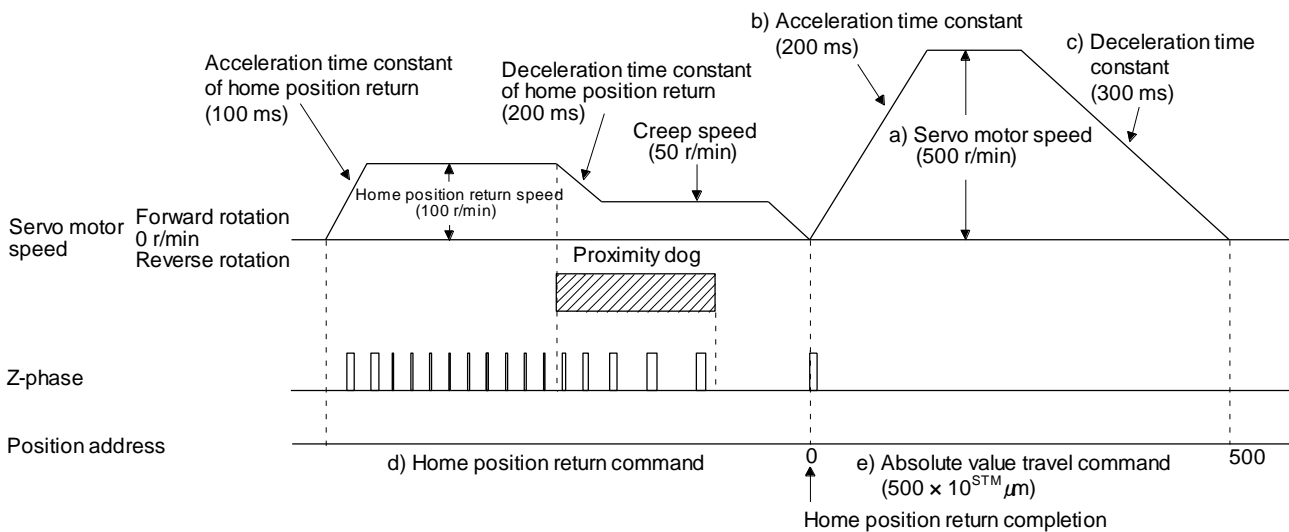 b) Acceleration time constant
(200 ms)
c) Deceleration time
constant
(300 ms)
Acceleration time constant
of home position return
(100 ms)
Deceleration time constant
of home position return
(200 ms)
Creep speed
(50 r/min)
a) Servo motor speed
(500 r/min)
Home position return speed
(100 r/min)
Servo motor
speed
Forward rotation
0 r/min
Reverse rotation
Proximity dog
Z-phase
Position address
d) Home position return command
0
e) Absolute value travel command
(500 × 10^STM μm)
500
Home position return completion